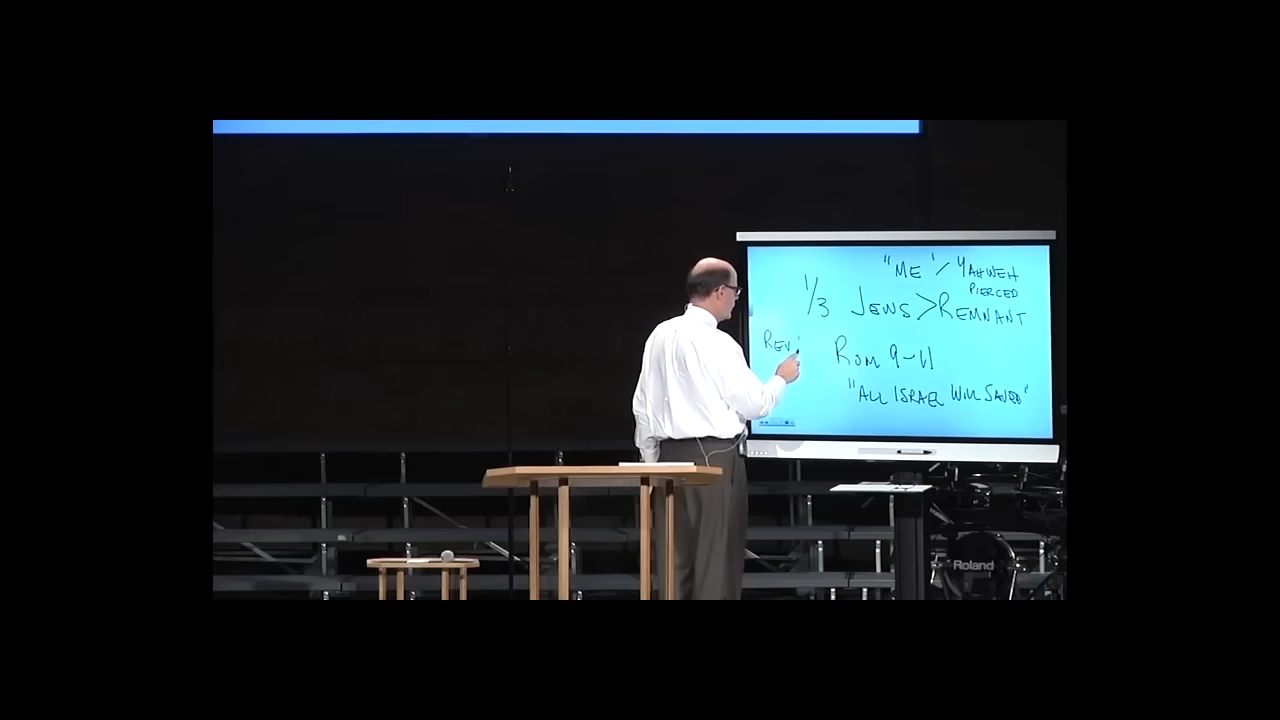 "ME"/YAHWEH
PIERCED
1/3 JEWS > REMNANT
REV
ROM 9-11
"ALL ISRAEL WILL SAVED"
Roland